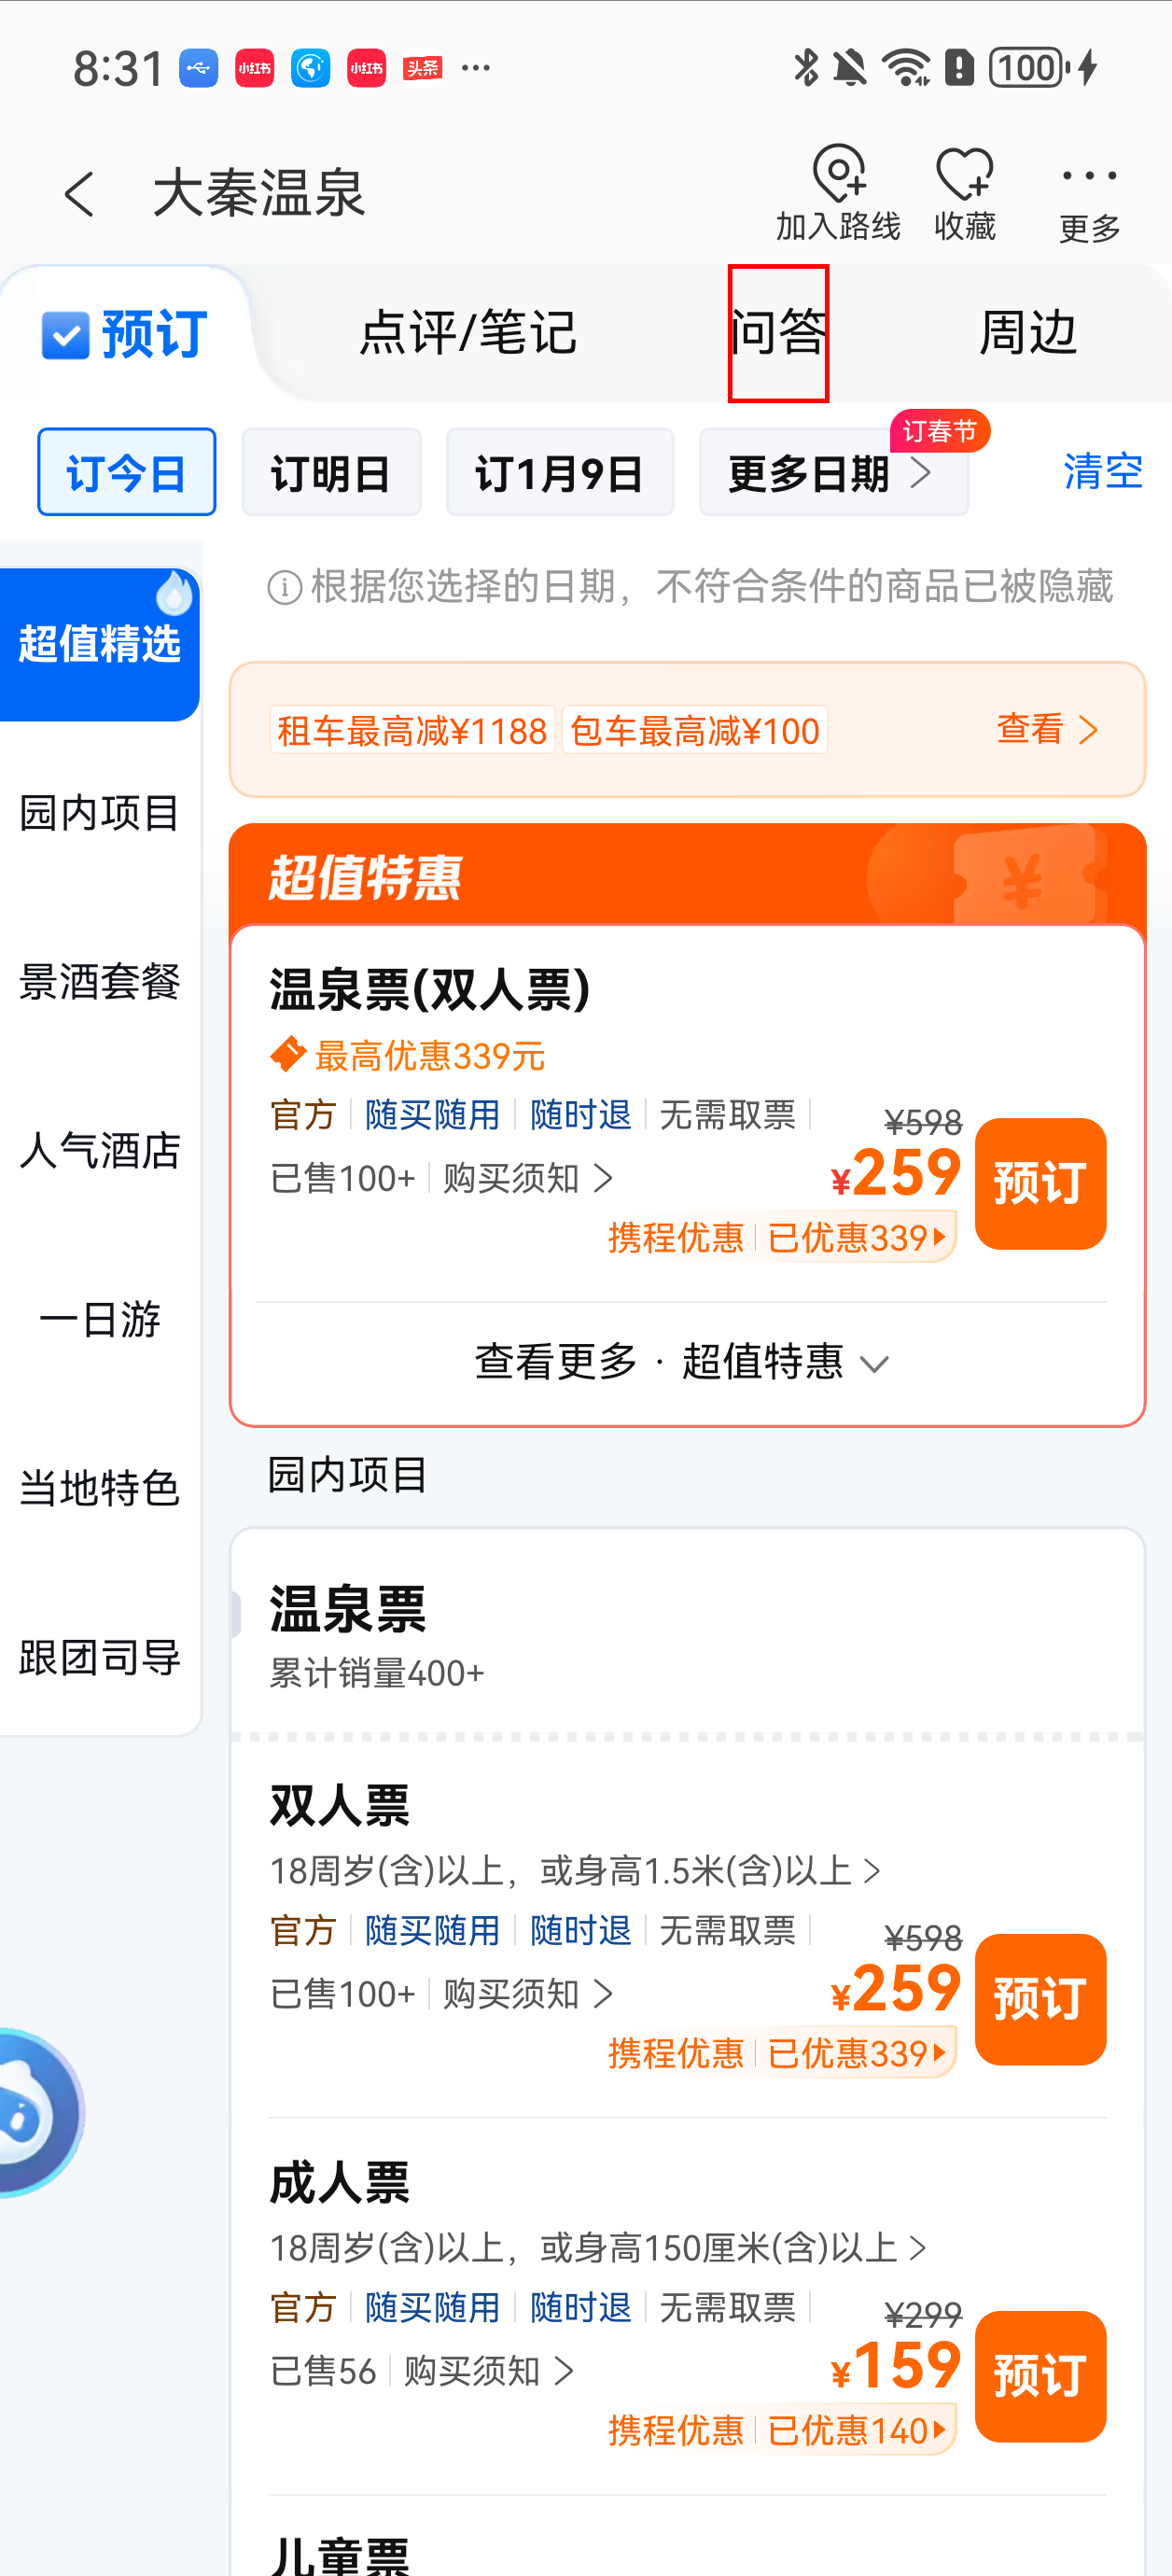 8:31 小红书 小红书 头条 ... 100
大秦温泉
加入路线 收藏 更多
预订 点评/笔记 问答 周边
订春节
订今日 订明日 订1月9日 更多日期 清空
根据您选择的日期，不符合条件的商品已被隐藏
超值精选
园内项目
景酒套餐
人气酒店
一日游
当地特色
跟团司导
租车最高减¥1188 包车最高减¥100 查看
超值特惠 ¥
温泉票(双人票)
最高优惠339元
官方 随买随用 随时退 无需取票 ¥598
已售100+ 购买须知 ¥259 预订
携程优惠 已优惠339
查看更多 · 超值特惠
园内项目
温泉票
累计销量400+
双人票
18周岁(含)以上，或身高1.5米(含)以上
官方 随买随用 随时退 无需取票 ¥598
已售100+ 购买须知 ¥259 预订
携程优惠 已优惠339
成人票
18周岁(含)以上，或身高150厘米(含)以上
官方 随买随用 随时退 无需取票 ¥299
已售56 购买须知 ¥159 预订
携程优惠 已优惠140
儿童票